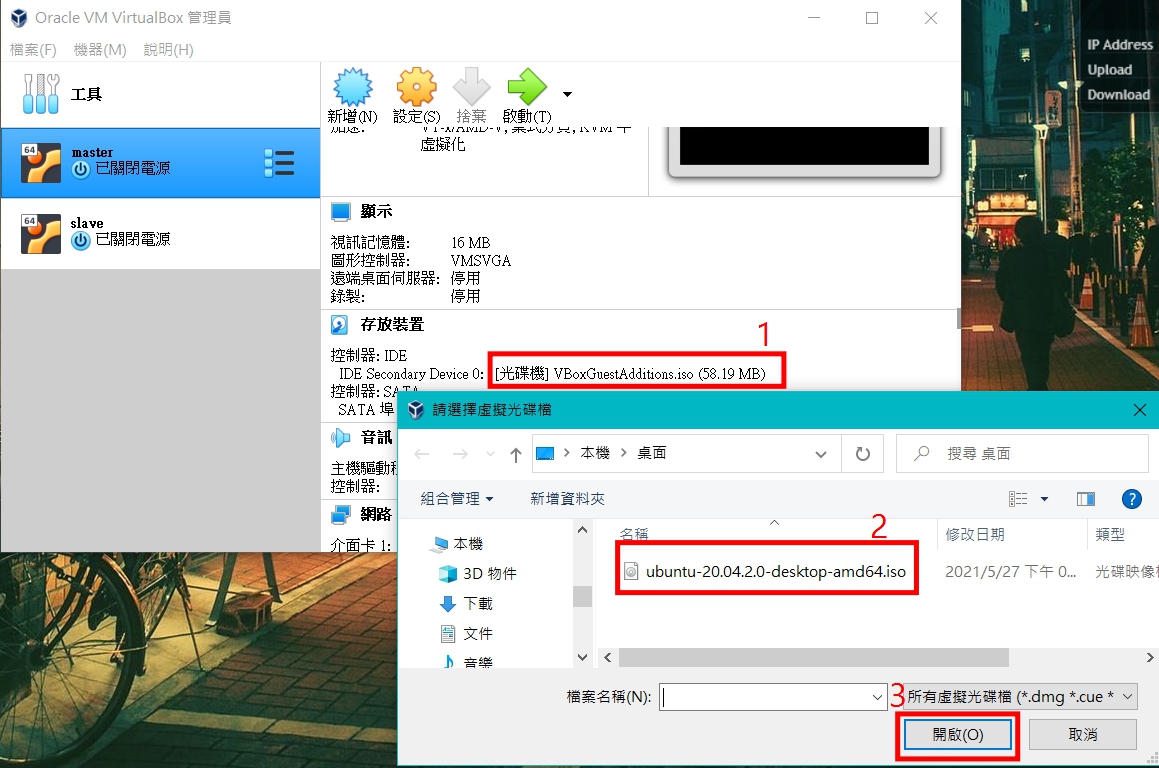 Oracle VM VirtualBox 管理員
檔案(F) 機器(M) 說明(H)
IP Address
Upload
Download
工具
新增(N) 設定(S) 捨棄 啟動(T)
64 master
已關閉電源
64 slave
已關閉電源
加速: VT-x/AMD-V, 巢式分頁, KVM 半
虛擬化
顯示
視訊記憶體: 16 MB
圖形控制器: VMSVGA
遠端桌面伺服器: 停用
錄製: 停用
存放裝置
1
控制器: IDE
IDE Secondary Device 0: [光碟機] VBoxGuestAdditions.iso (58.19 MB)
控制器: SATA
SATA 埠
音訊
主機驅動程
控制器:
網路
介面卡 1:
請選擇虛擬光碟檔
本機 桌面
搜尋 桌面
組合管理 新增資料夾
本機
3D 物件
下載
文件
音樂
名稱 修改日期 類型
2
ubuntu-20.04.2.0-desktop-amd64.iso 2021/5/27 下午 0... 光碟映像檔
檔案名稱(N): 所有虛擬光碟檔 (*.dmg *.cue *
3
開啟(O) 取消